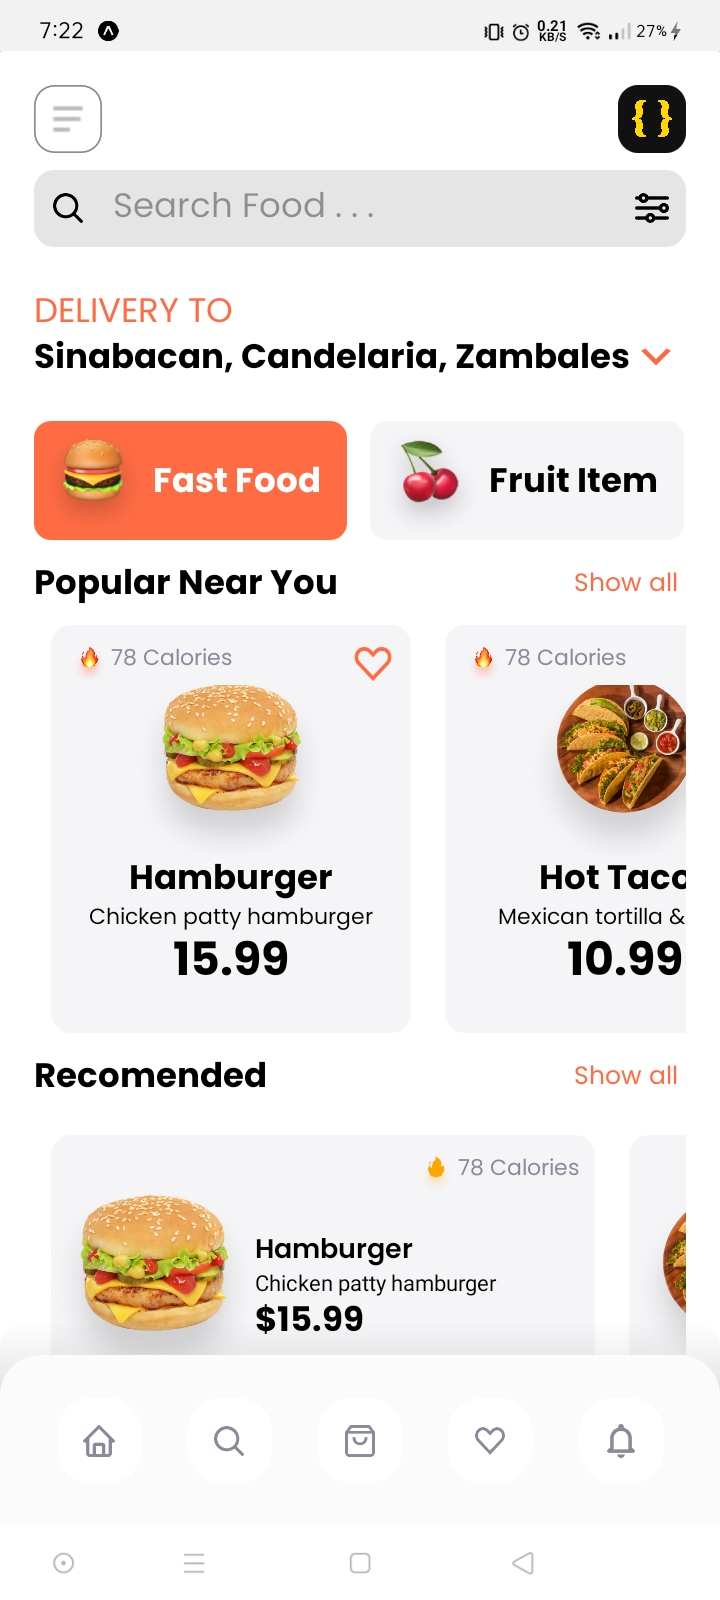 7:22
0.21
KB/S
27%
{ }
Search Food . . .
DELIVERY TO
Sinabacan, Candelaria, Zambales
Fast Food
Fruit Item
Popular Near You
Show all
78 Calories
78 Calories
Hamburger
Hot Taco
Chicken patty hamburger
Mexican tortilla &
15.99
10.99
Recomended
Show all
78 Calories
Hamburger
Chicken patty hamburger
$15.99